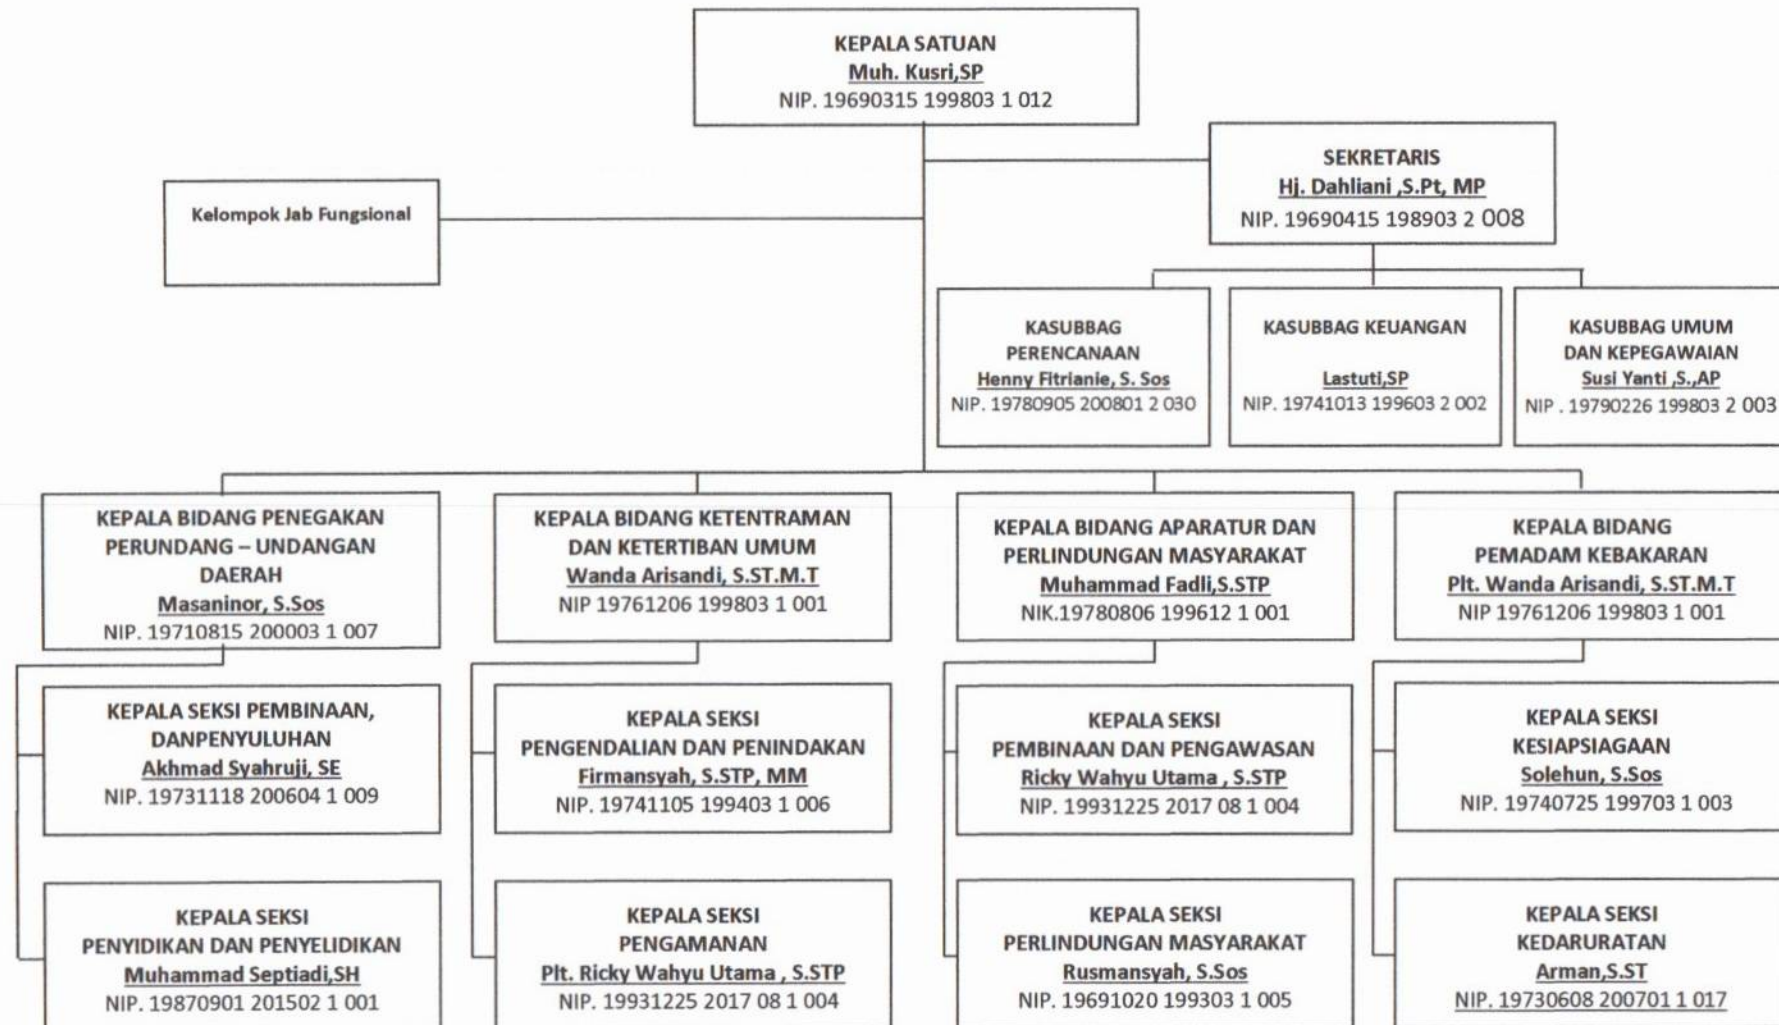 KEPALA SATUAN
Muh. Kusri,SP
NIP. 19690315 199803 1 012
SEKRETARIS
Hj. Dahliani ,S.Pt, MP
NIP. 19690415 198903 2 008
Kelompok Jab Fungsional
KASUBBAG
PERENCANAAN
Henny Fitrianie, S. Sos
NIP. 19780905 200801 2 030
KASUBBAG KEUANGAN
Lastuti,SP
NIP. 19741013 199603 2 002
KASUBBAG UMUM
DAN KEPEGAWAIAN
Susi Yanti ,S.,AP
NIP . 19790226 199803 2 003
KEPALA BIDANG PENEGAKAN
PERUNDANG – UNDANGAN
DAERAH
Masaninor, S.Sos
NIP. 19710815 200003 1 007
KEPALA BIDANG KETENTRAMAN
DAN KETERTIBAN UMUM
Wanda Arisandi, S.ST.M.T
NIP 19761206 199803 1 001
KEPALA BIDANG APARATUR DAN
PERLINDUNGAN MASYARAKAT
Muhammad Fadli,S.STP
NIK.19780806 199612 1 001
KEPALA BIDANG
PEMADAM KEBAKARAN
Plt. Wanda Arisandi, S.ST.M.T
NIP 19761206 199803 1 001
KEPALA SEKSI PEMBINAAN,
DANPENYULUHAN
Akhmad Syahruji, SE
NIP. 19731118 200604 1 009
KEPALA SEKSI
PENGENDALIAN DAN PENINDAKAN
Firmansyah, S.STP, MM
NIP. 19741105 199403 1 006
KEPALA SEKSI
PEMBINAAN DAN PENGAWASAN
Ricky Wahyu Utama , S.STP
NIP. 19931225 2017 08 1 004
KEPALA SEKSI
KESIAPSIAGAAN
Solehun, S.Sos
NIP. 19740725 199703 1 003
KEPALA SEKSI
PENYIDIKAN DAN PENYELIDIKAN
Muhammad Septiadi,SH
NIP. 19870901 201502 1 001
KEPALA SEKSI
PENGAMANAN
Plt. Ricky Wahyu Utama , S.STP
NIP. 19931225 2017 08 1 004
KEPALA SEKSI
PERLINDUNGAN MASYARAKAT
Rusmansyah, S.Sos
NIP. 19691020 199303 1 005
KEPALA SEKSI
KEDARURATAN
Arman,S.ST
NIP. 19730608 200701 1 017